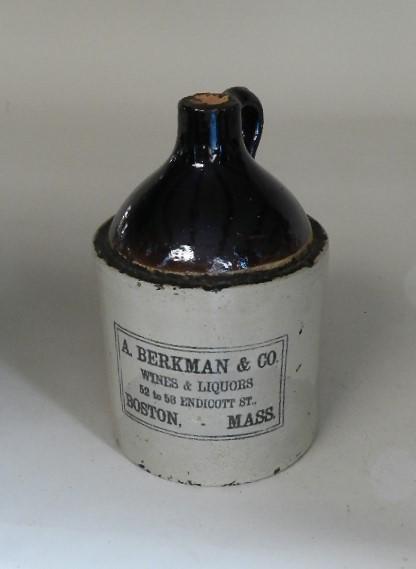 A. BERKMAN & CO.
WINES & LIQUORS
52 to 58 ENDICOTT ST.,
BOSTON, MASS.